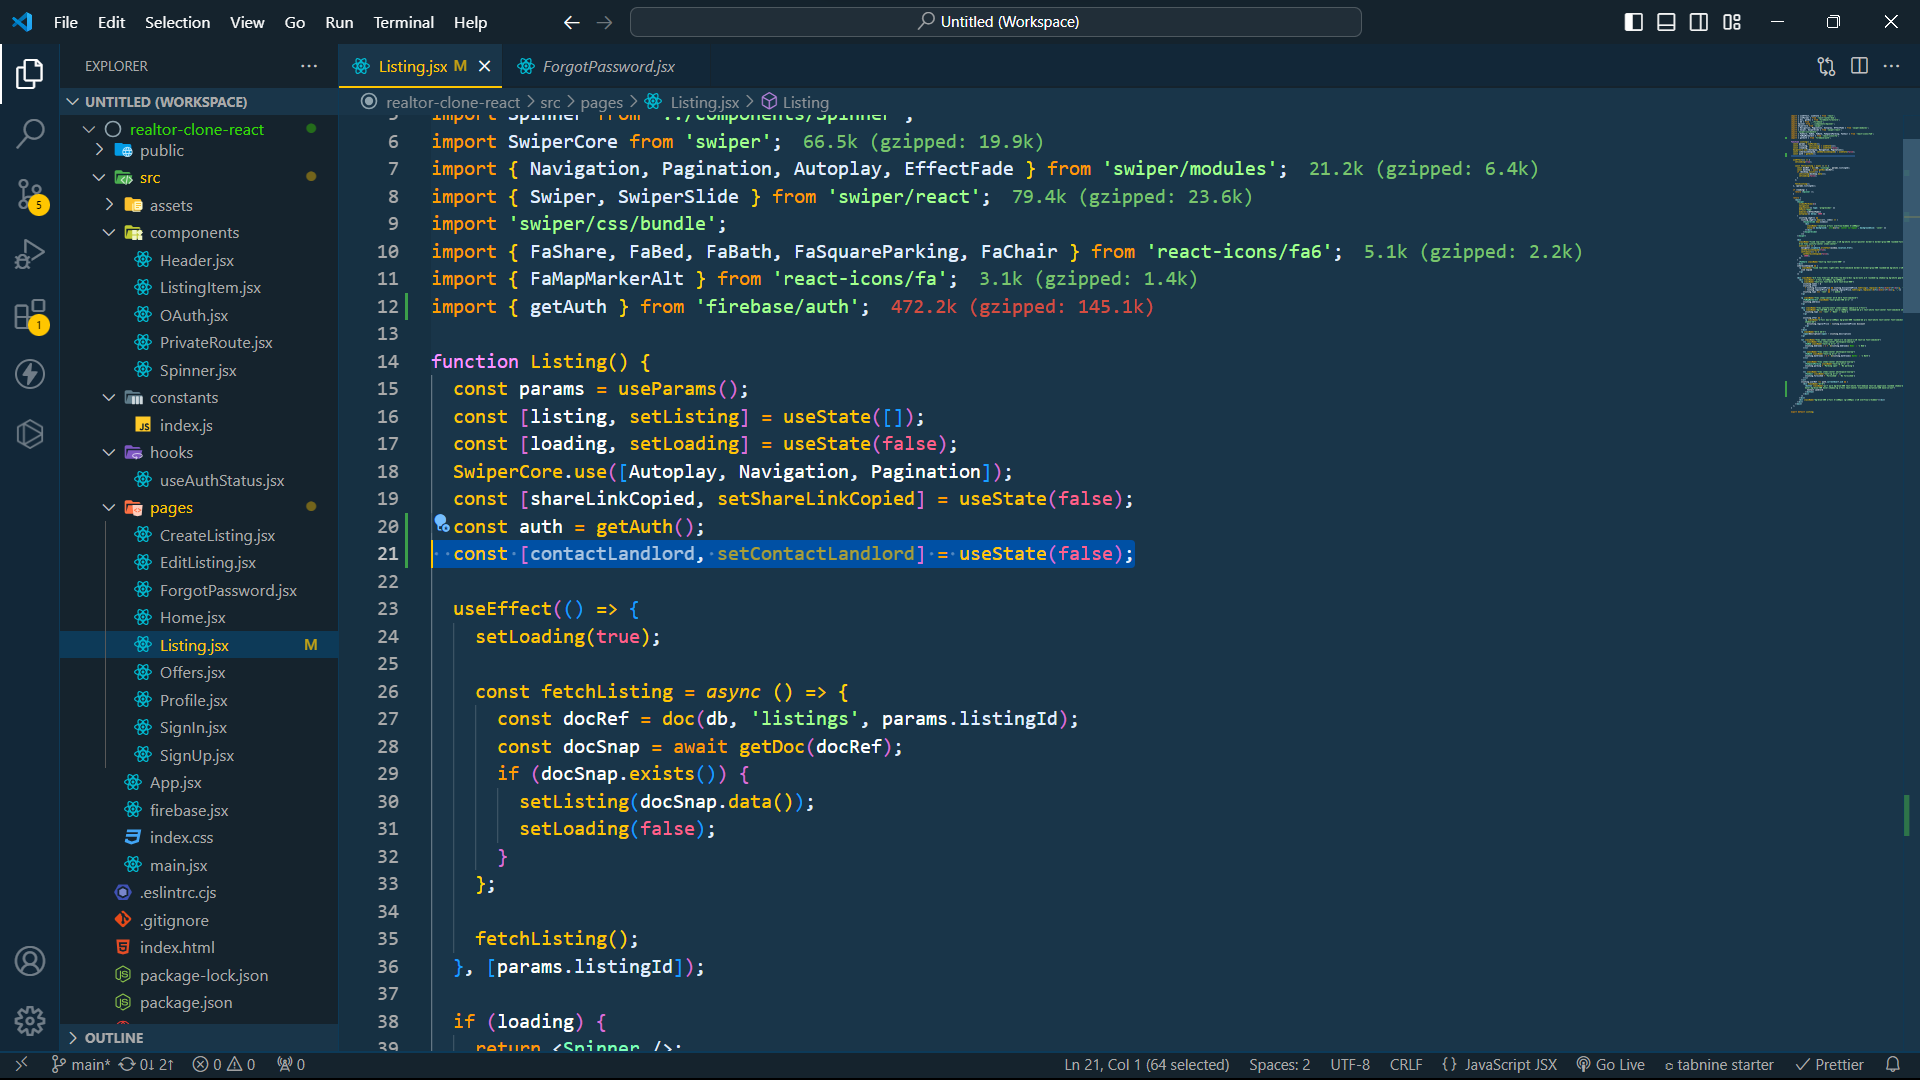 File Edit Selection View Go Run Terminal Help
Untitled (Workspace)
EXPLORER
UNTITLED (WORKSPACE)
realtor-clone-react
public
src
assets
components
Header.jsx
ListingItem.jsx
OAuth.jsx
PrivateRoute.jsx
Spinner.jsx
constants
index.js
hooks
useAuthStatus.jsx
pages
CreateListing.jsx
EditListing.jsx
ForgotPassword.jsx
Home.jsx
Listing.jsx M
Offers.jsx
Profile.jsx
SignIn.jsx
SignUp.jsx
App.jsx
firebase.jsx
index.css
main.jsx
.eslintrc.cjs
.gitignore
index.html
package-lock.json
package.json
OUTLINE
5
1
Listing.jsx M
ForgotPassword.jsx
realtor-clone-react > src > pages > Listing.jsx > Listing
5 import Spinner from '../components/Spinner';
6 import SwiperCore from 'swiper'; 66.5k (gzipped: 19.9k)
7 import { Navigation, Pagination, Autoplay, EffectFade } from 'swiper/modules'; 21.2k (gzipped: 6.4k)
8 import { Swiper, SwiperSlide } from 'swiper/react'; 79.4k (gzipped: 23.6k)
9 import 'swiper/css/bundle';
10 import { FaShare, FaBed, FaBath, FaSquareParking, FaChair } from 'react-icons/fa6'; 5.1k (gzipped: 2.2k)
11 import { FaMapMarkerAlt } from 'react-icons/fa'; 3.1k (gzipped: 1.4k)
12 import { getAuth } from 'firebase/auth'; 472.2k (gzipped: 145.1k)
13
14 function Listing() {
15 const params = useParams();
16 const [listing, setListing] = useState([]);
17 const [loading, setLoading] = useState(false);
18 SwiperCore.use([Autoplay, Navigation, Pagination]);
19 const [shareLinkCopied, setShareLinkCopied] = useState(false);
20 const auth = getAuth();
21 const [contactLandlord, setContactLandlord] = useState(false);
22
23 useEffect(() => {
24 setLoading(true);
25
26 const fetchListing = async () => {
27 const docRef = doc(db, 'listings', params.listingId);
28 const docSnap = await getDoc(docRef);
29 if (docSnap.exists()) {
30 setListing(docSnap.data());
31 setLoading(false);
32 }
33 };
34
35 fetchListing();
36 }, [params.listingId]);
37
38 if (loading) {
39 return <Spinner />;
main* 0↓ 2↑ 0 0 0
Ln 21, Col 1 (64 selected) Spaces: 2 UTF-8 CRLF {} JavaScript JSX Go Live tabnine starter Prettier